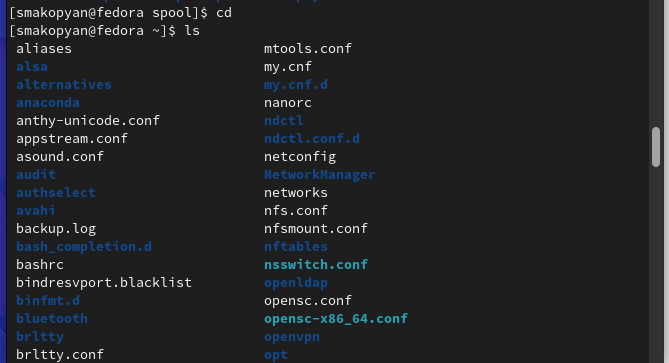 [smakopyan@fedora spool]$ cd
[smakopyan@fedora ~]$ ls
aliases mtools.conf
alsa my.cnf
alternatives my.cnf.d
anaconda nanorc
anthy-unicode.conf ndctl
appstream.conf ndctl.conf.d
asound.conf netconfig
audit NetworkManager
authselect networks
avahi nfs.conf
backup.log nfsmount.conf
bash_completion.d nftables
bashrc nsswitch.conf
bindresvport.blacklist openldap
binfmt.d opensc.conf
bluetooth opensc-x86_64.conf
brltty openvpn
brltty.conf opt